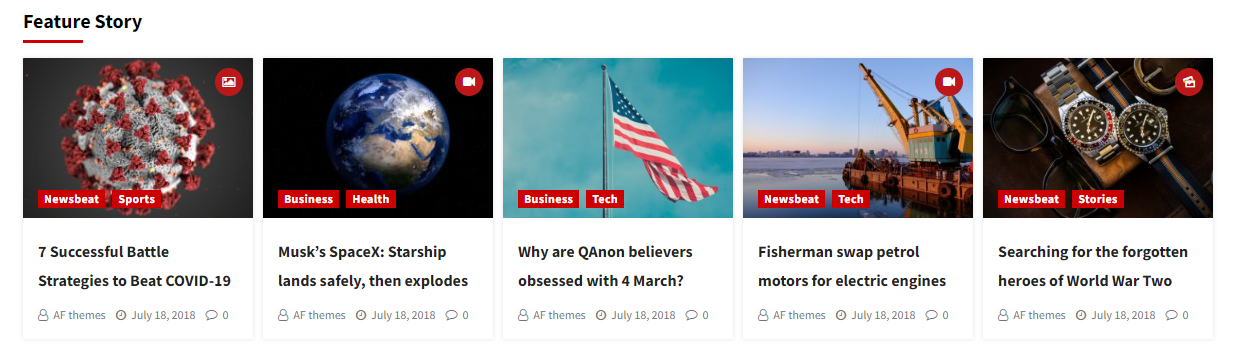 Feature Story
Newsbeat Sports
Business Health
Business Tech
Newsbeat Tech
Newsbeat Stories
7 Successful Battle
Strategies to Beat COVID-19
AF themes July 18, 2018 0
Musk’s SpaceX: Starship
lands safely, then explodes
AF themes July 18, 2018 0
Why are QAnon believers
obsessed with 4 March?
AF themes July 18, 2018 0
Fisherman swap petrol
motors for electric engines
AF themes July 18, 2018 0
Searching for the forgotten
heroes of World War Two
AF themes July 18, 2018 0